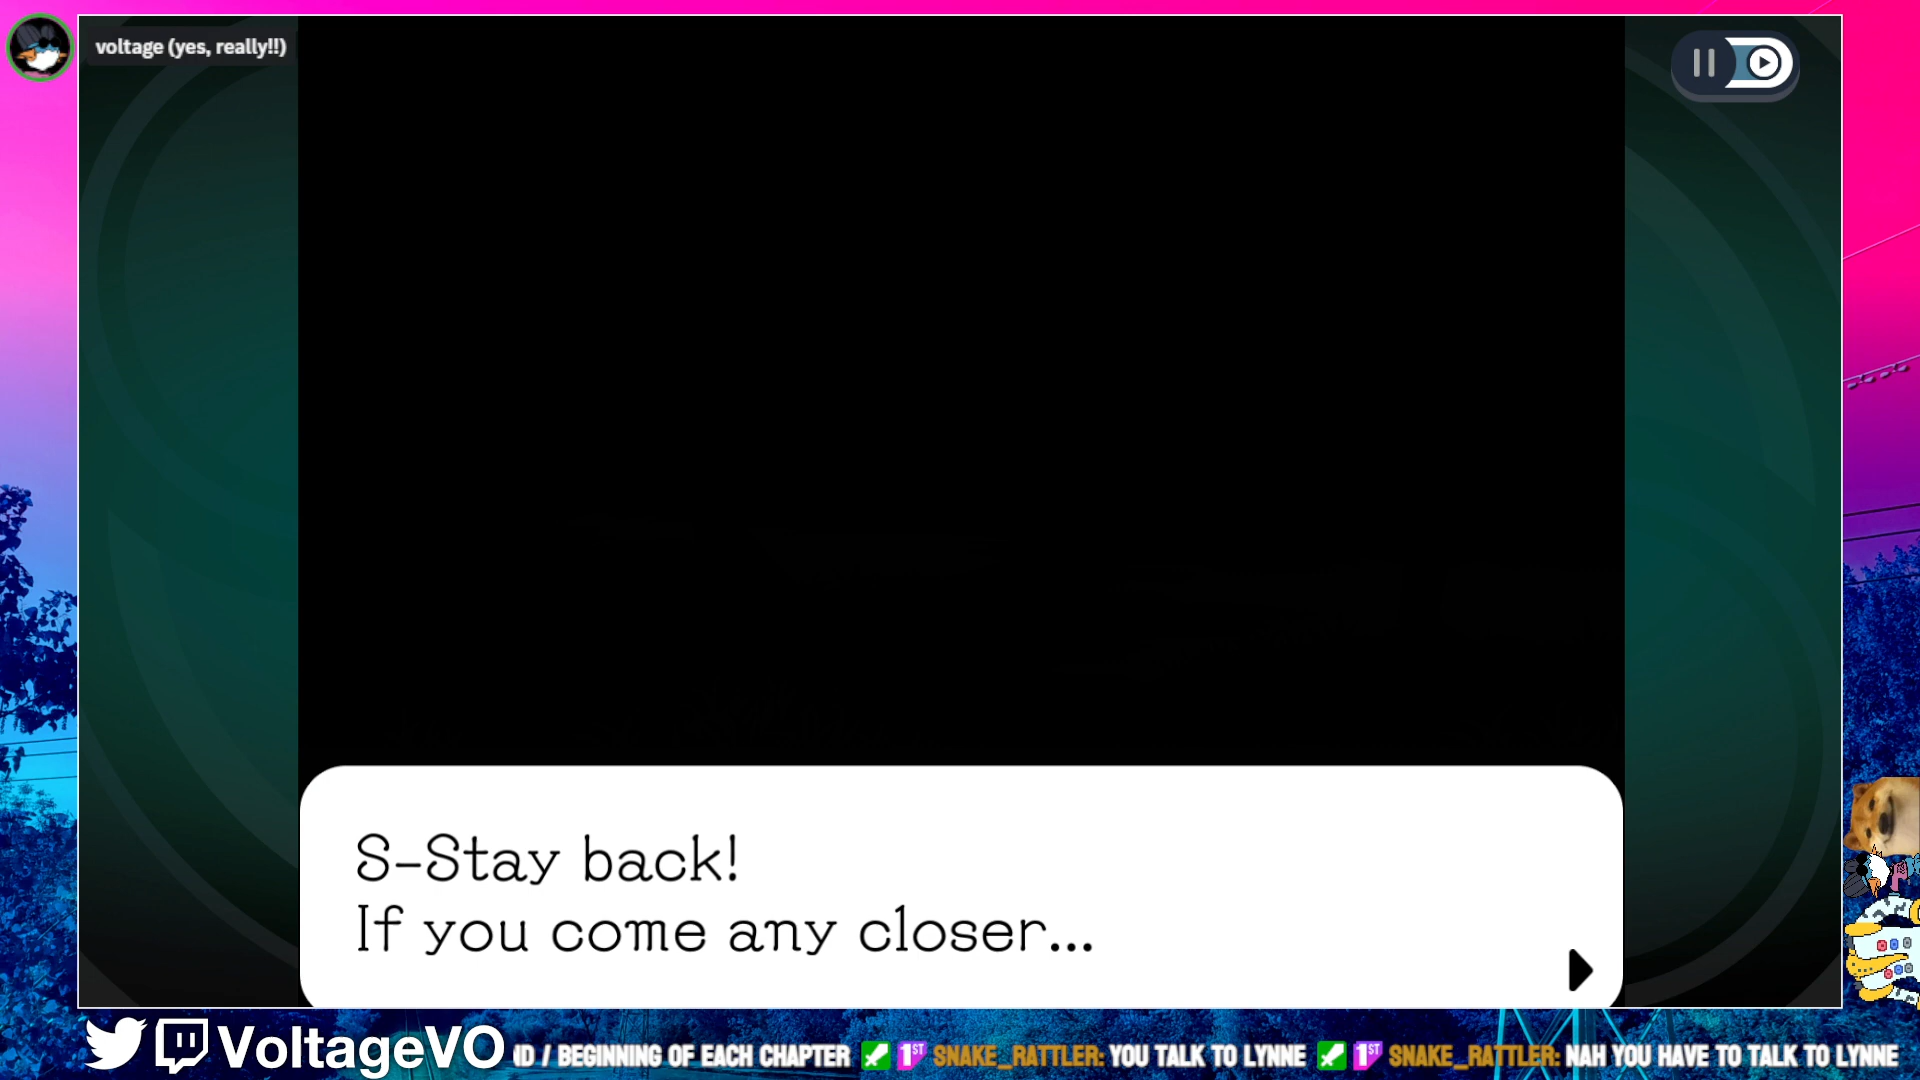 voltage (yes, really!!)
S-Stay back!
If you come any closer...
VoltageVO
ID / BEGINNING OF EACH CHAPTER 1ST SNAKE_RATTLER: YOU TALK TO LYNNE 1ST SNAKE_RATTLER: NAH YOU HAVE TO TALK TO LYNNE